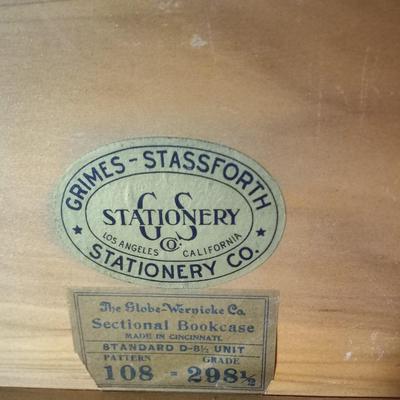 GRIMES - STASSFORTH
GS
STATIONERY
CO.
LOS ANGELES CALIFORNIA
★ STATIONERY CO. ★
The Globe-Wernicke Co.
Sectional Bookcase
MADE IN CINCINNATI.
STANDARD D-8½ UNIT
PATTERN GRADE
108 = 298½